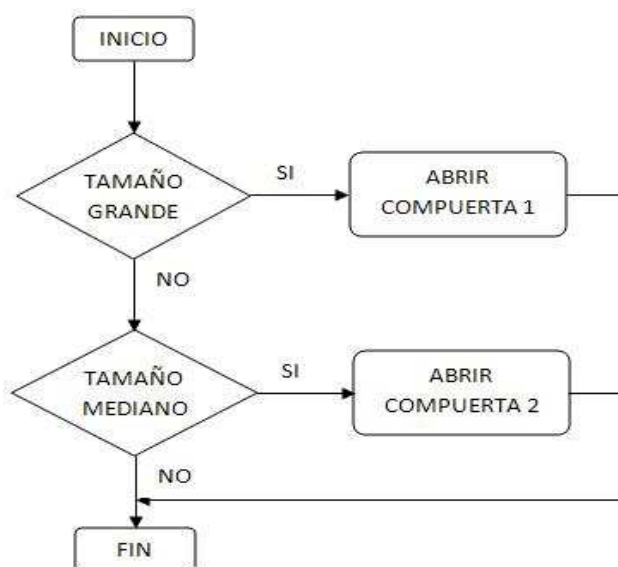 INICIO
TAMAÑO
GRANDE
SI
ABRIR
COMPUERTA 1
NO
TAMAÑO
MEDIANO
SI
ABRIR
COMPUERTA 2
NO
FIN